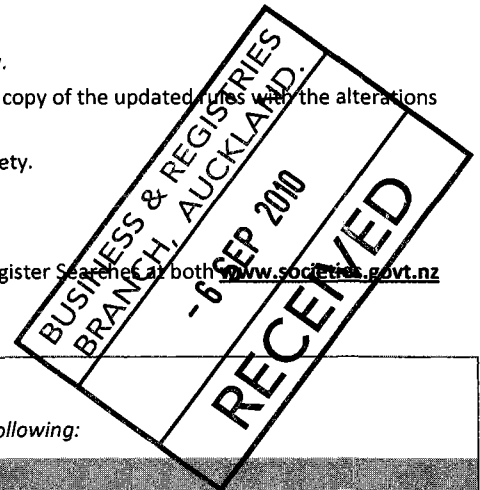 .
copy of the updated rules with the alterations
ety.
gister Searches at both www.societies.govt.nz
BUSINESS & REGISTRIES
BRANCH, AUCKLAND.
- 6 SEP 2010
RECEIVED
ollowing: